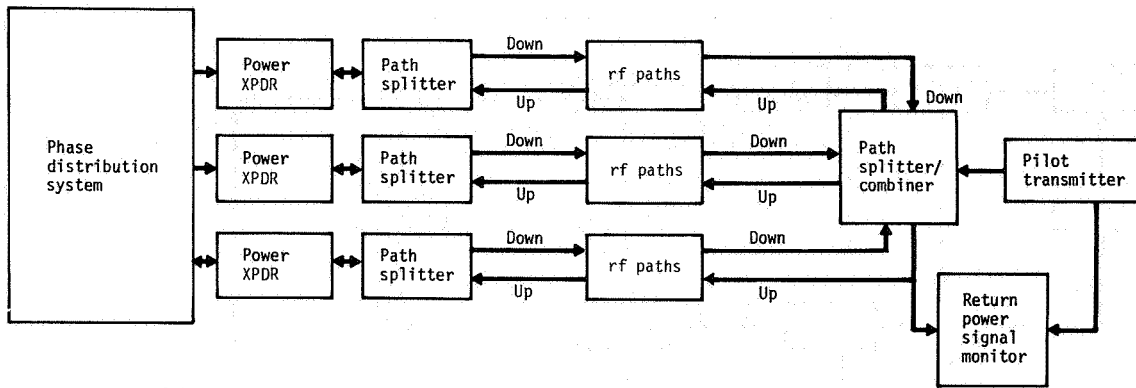 Phase
distribution
system
Power
XPDR
Path
splitter
Down
Up
rf paths
Up
Down
Power
XPDR
Path
splitter
Down
Up
rf paths
Down
Up
Power
XPDR
Path
splitter
Down
Up
rf paths
Down
Up
Path
splitter/
combiner
Pilot
transmitter
Return
power
signal
monitor